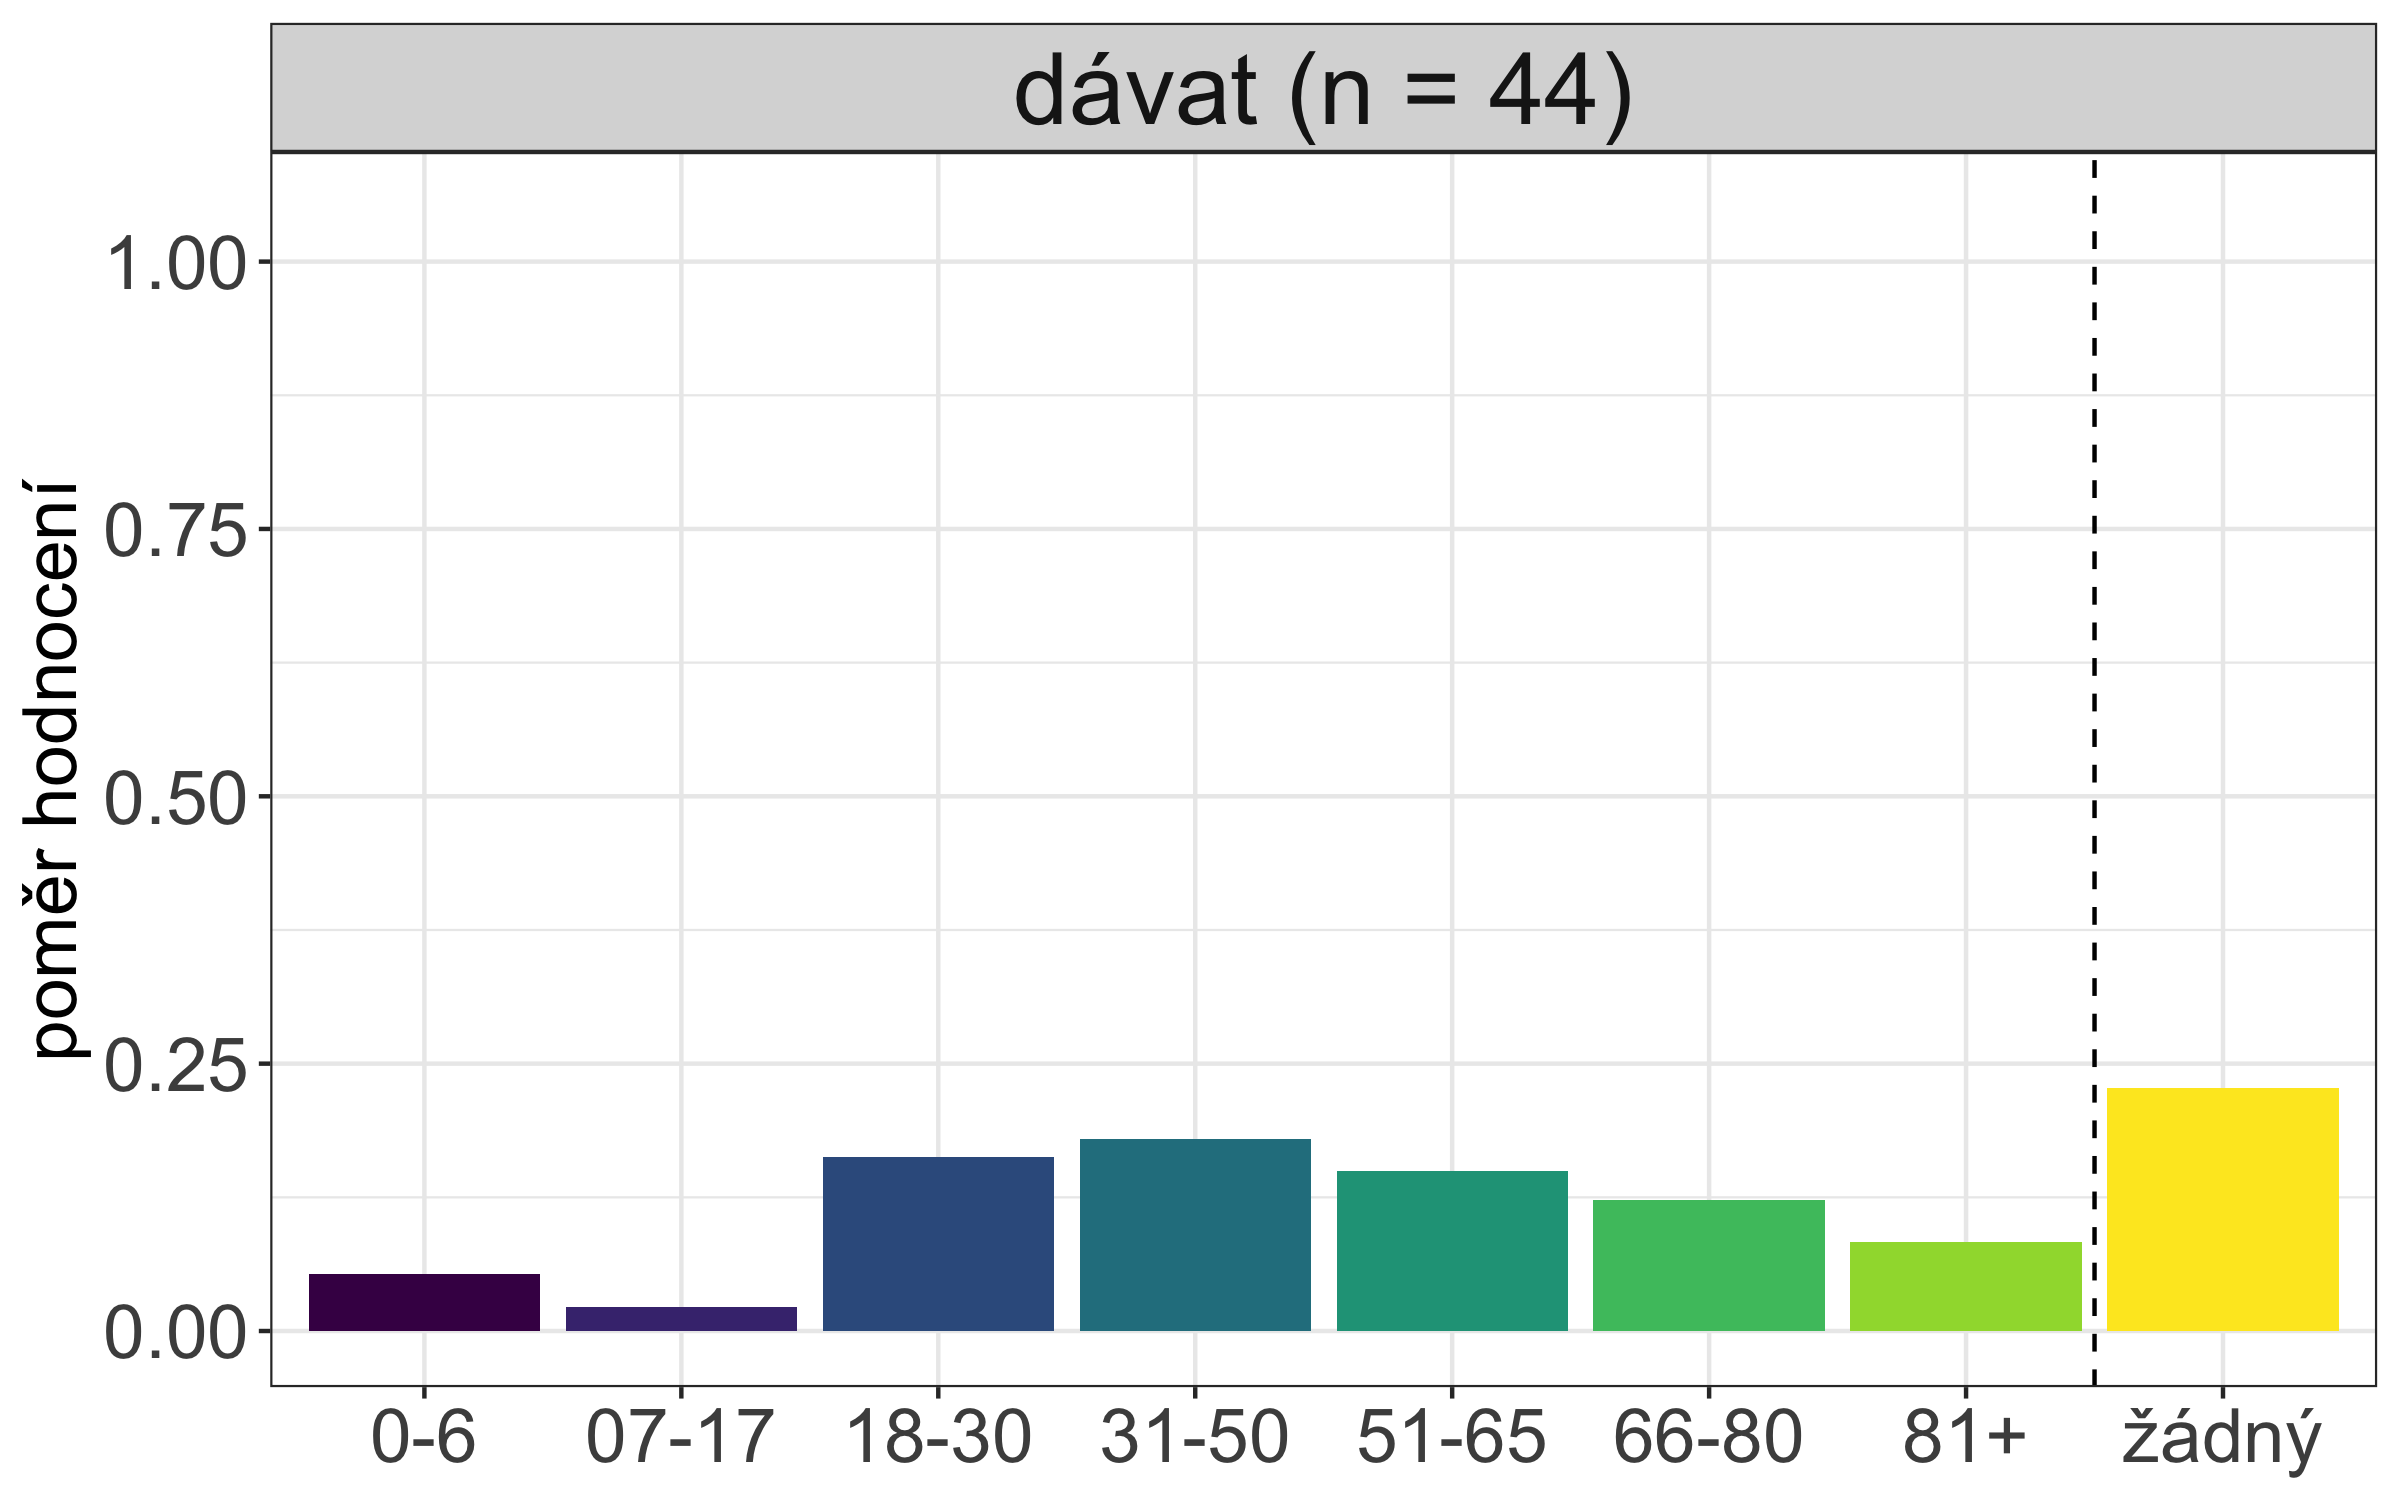 dávat (n = 44)
poměr hodnocení
1.00
0.75
0.50
0.25
0.00
0-6 07-17 18-30 31-50 51-65 66-80 81+ žádný